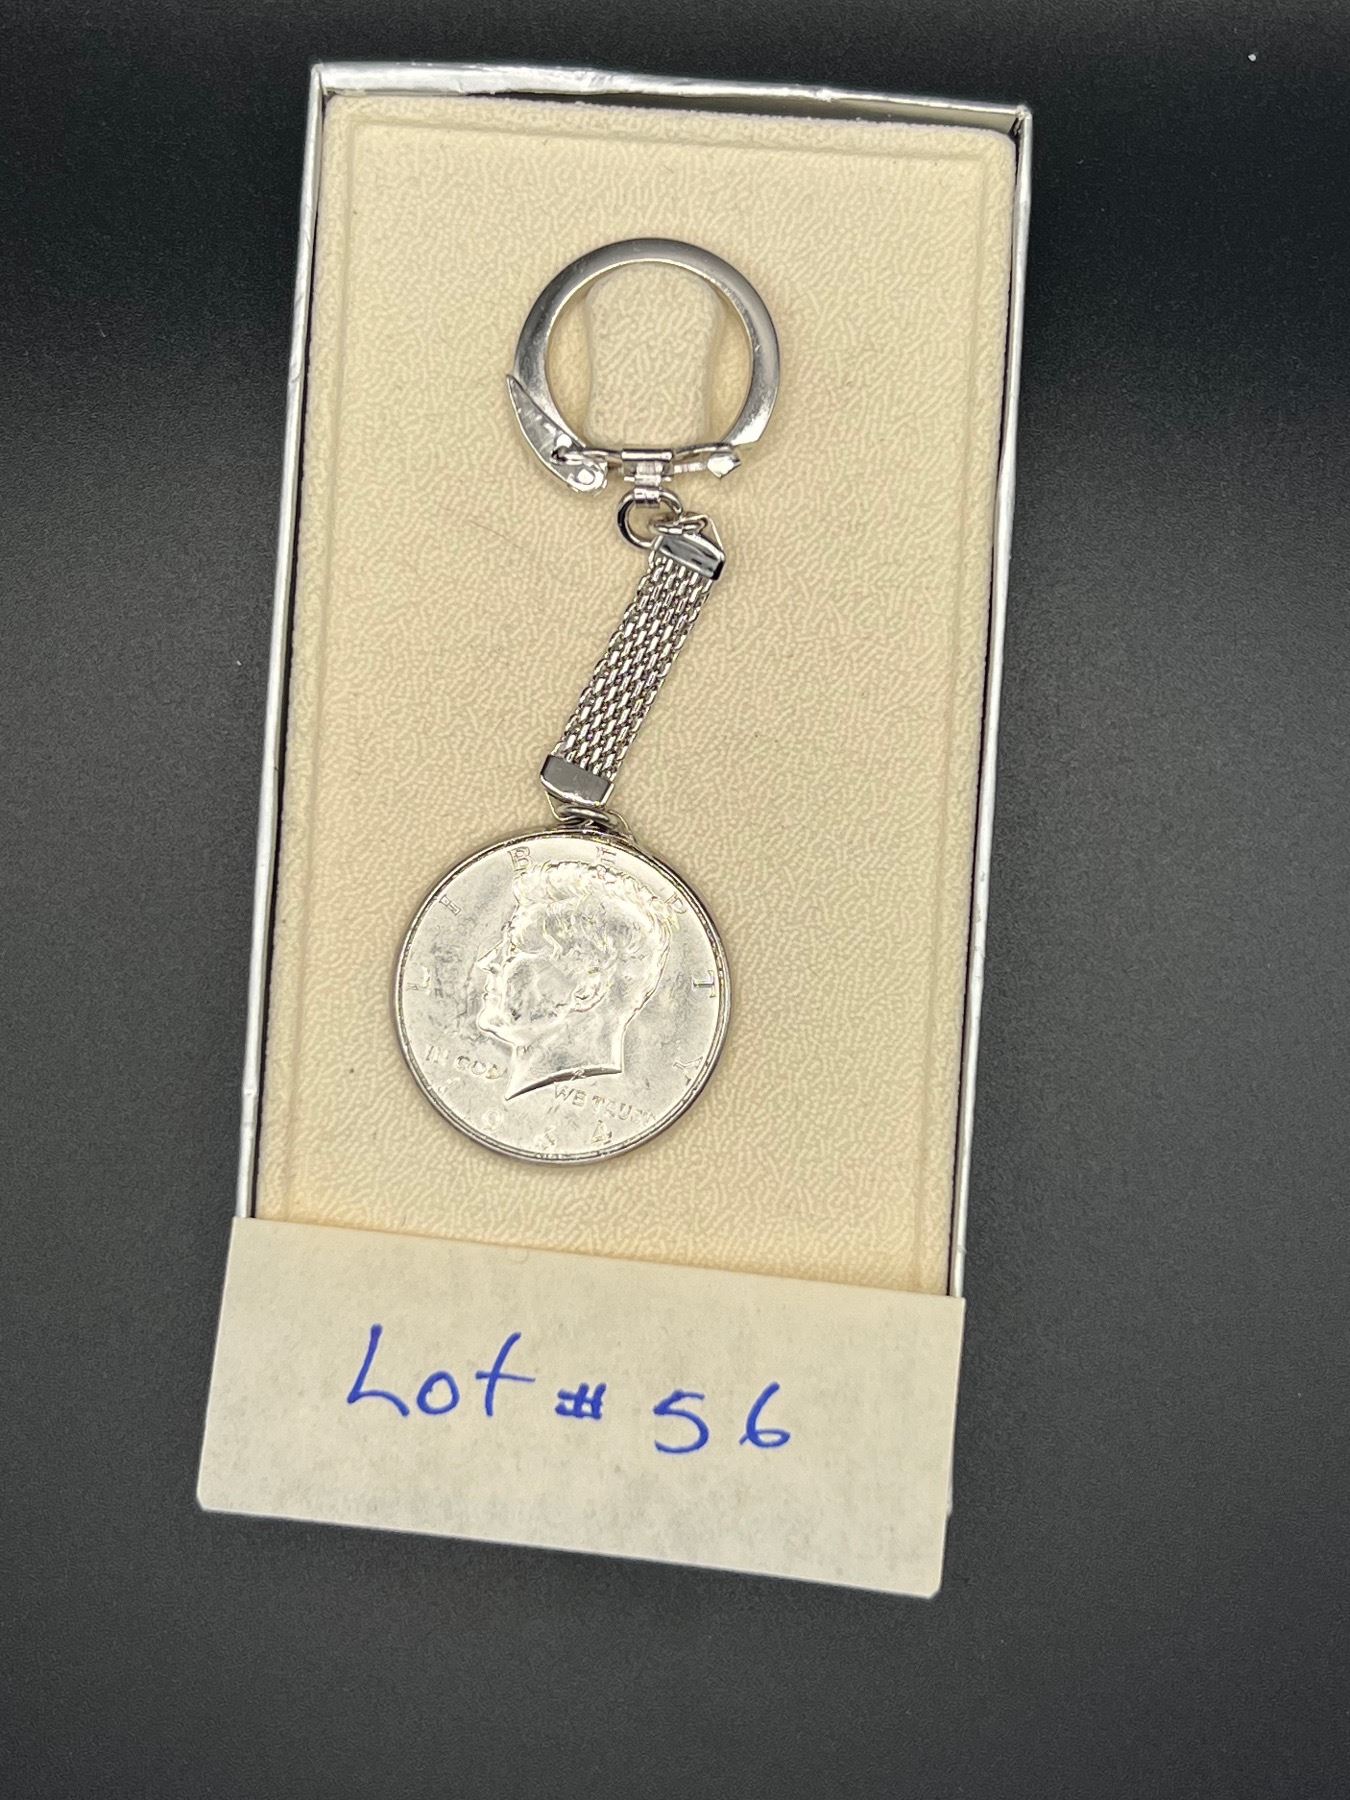 LIBERTY
IN GOD WE TRUST
1964
Lot # 56